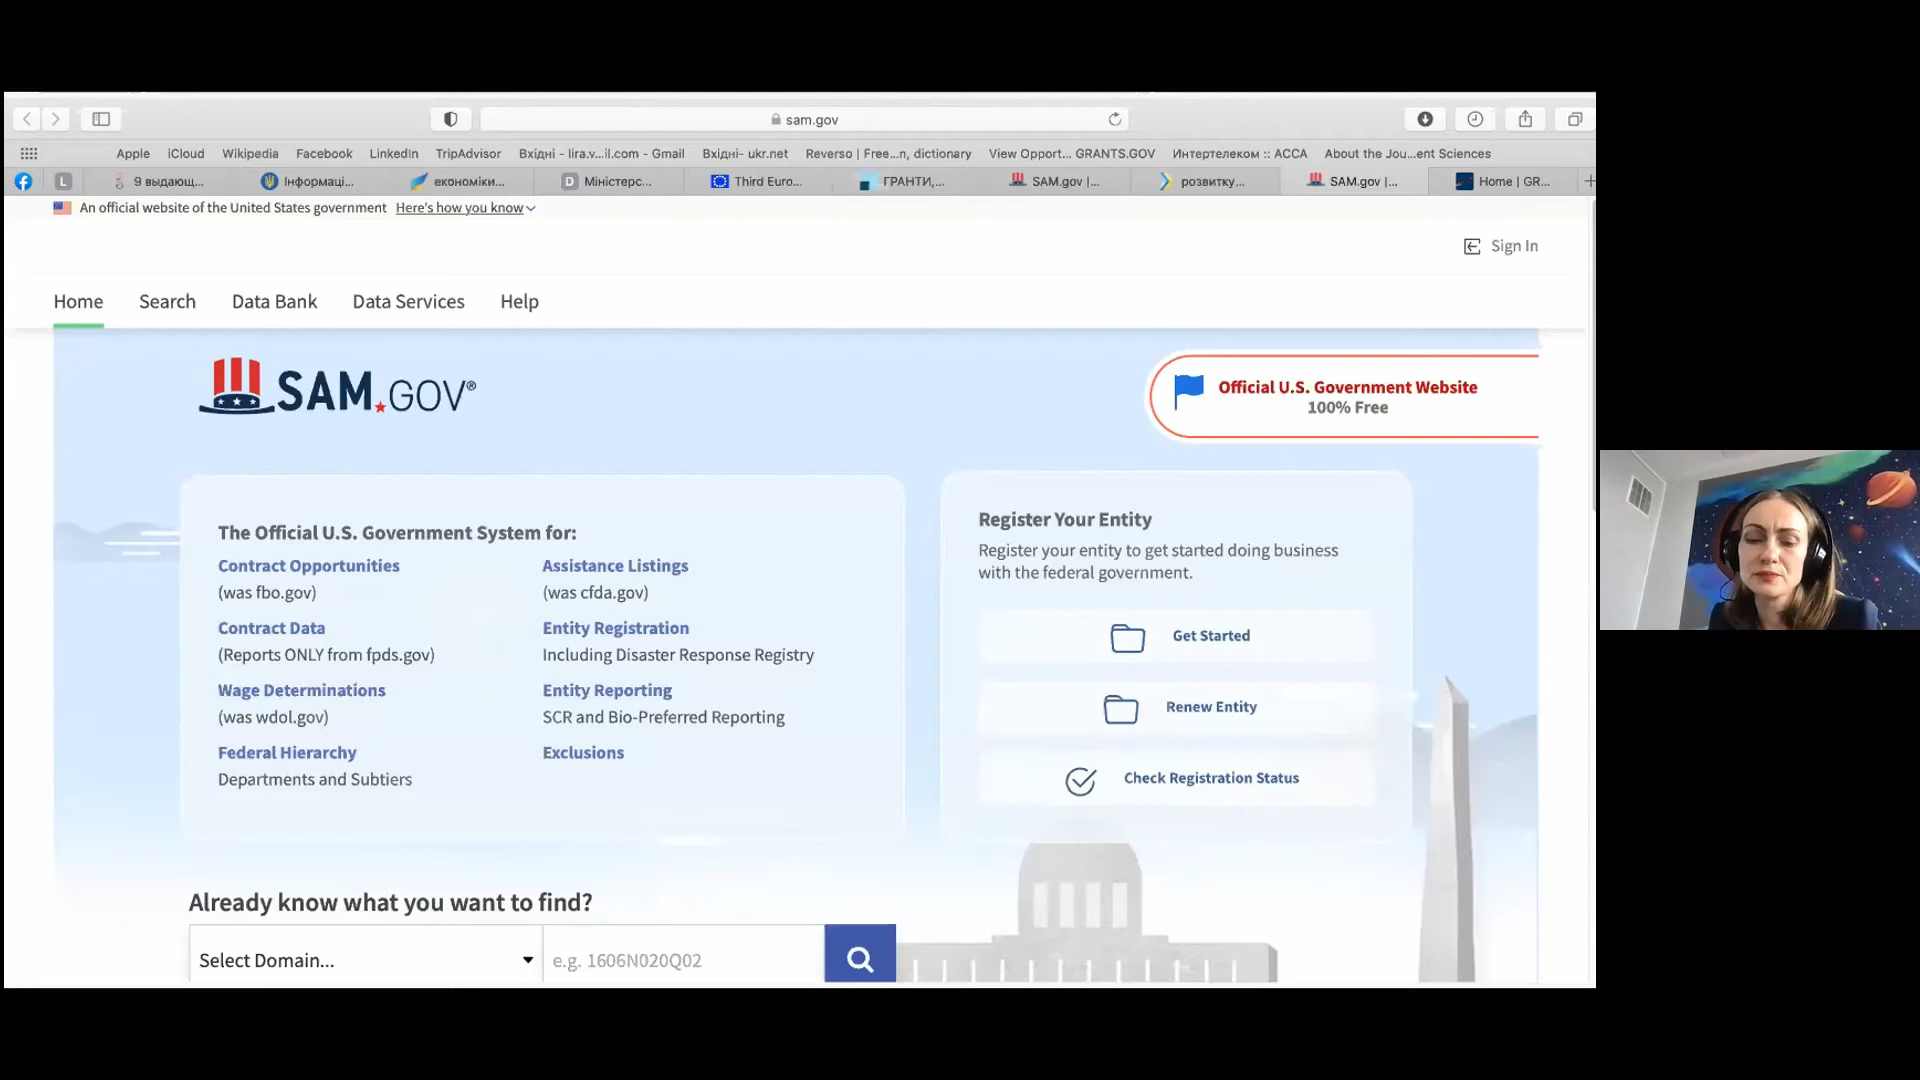 sam.gov
Apple iCloud Wikipedia Facebook LinkedIn TripAdvisor Вхідні - lira.v...il.com - Gmail Вхідні- ukr.net Reverso | Free...n, dictionary View Opport... GRANTS.GOV Интертелеком :: ACCA About the Jou...ent Sciences
L 9 выдающ... Інформаці... економіки... D Міністерс... Third Euro... ГРАНТИ,... SAM.gov |... розвитку... SAM.gov |... Home | GR...
An official website of the United States government Here's how you know
Sign In
Home Search Data Bank Data Services Help
SAM.GOV®
Official U.S. Government Website
100% Free
The Official U.S. Government System for:
Contract Opportunities
(was fbo.gov)
Contract Data
(Reports ONLY from fpds.gov)
Wage Determinations
(was wdol.gov)
Federal Hierarchy
Departments and Subtiers
Assistance Listings
(was cfda.gov)
Entity Registration
Including Disaster Response Registry
Entity Reporting
SCR and Bio-Preferred Reporting
Exclusions
Register Your Entity
Register your entity to get started doing business
with the federal government.
Get Started
Renew Entity
Check Registration Status
Already know what you want to find?
Select Domain... e.g. 1606N020Q02